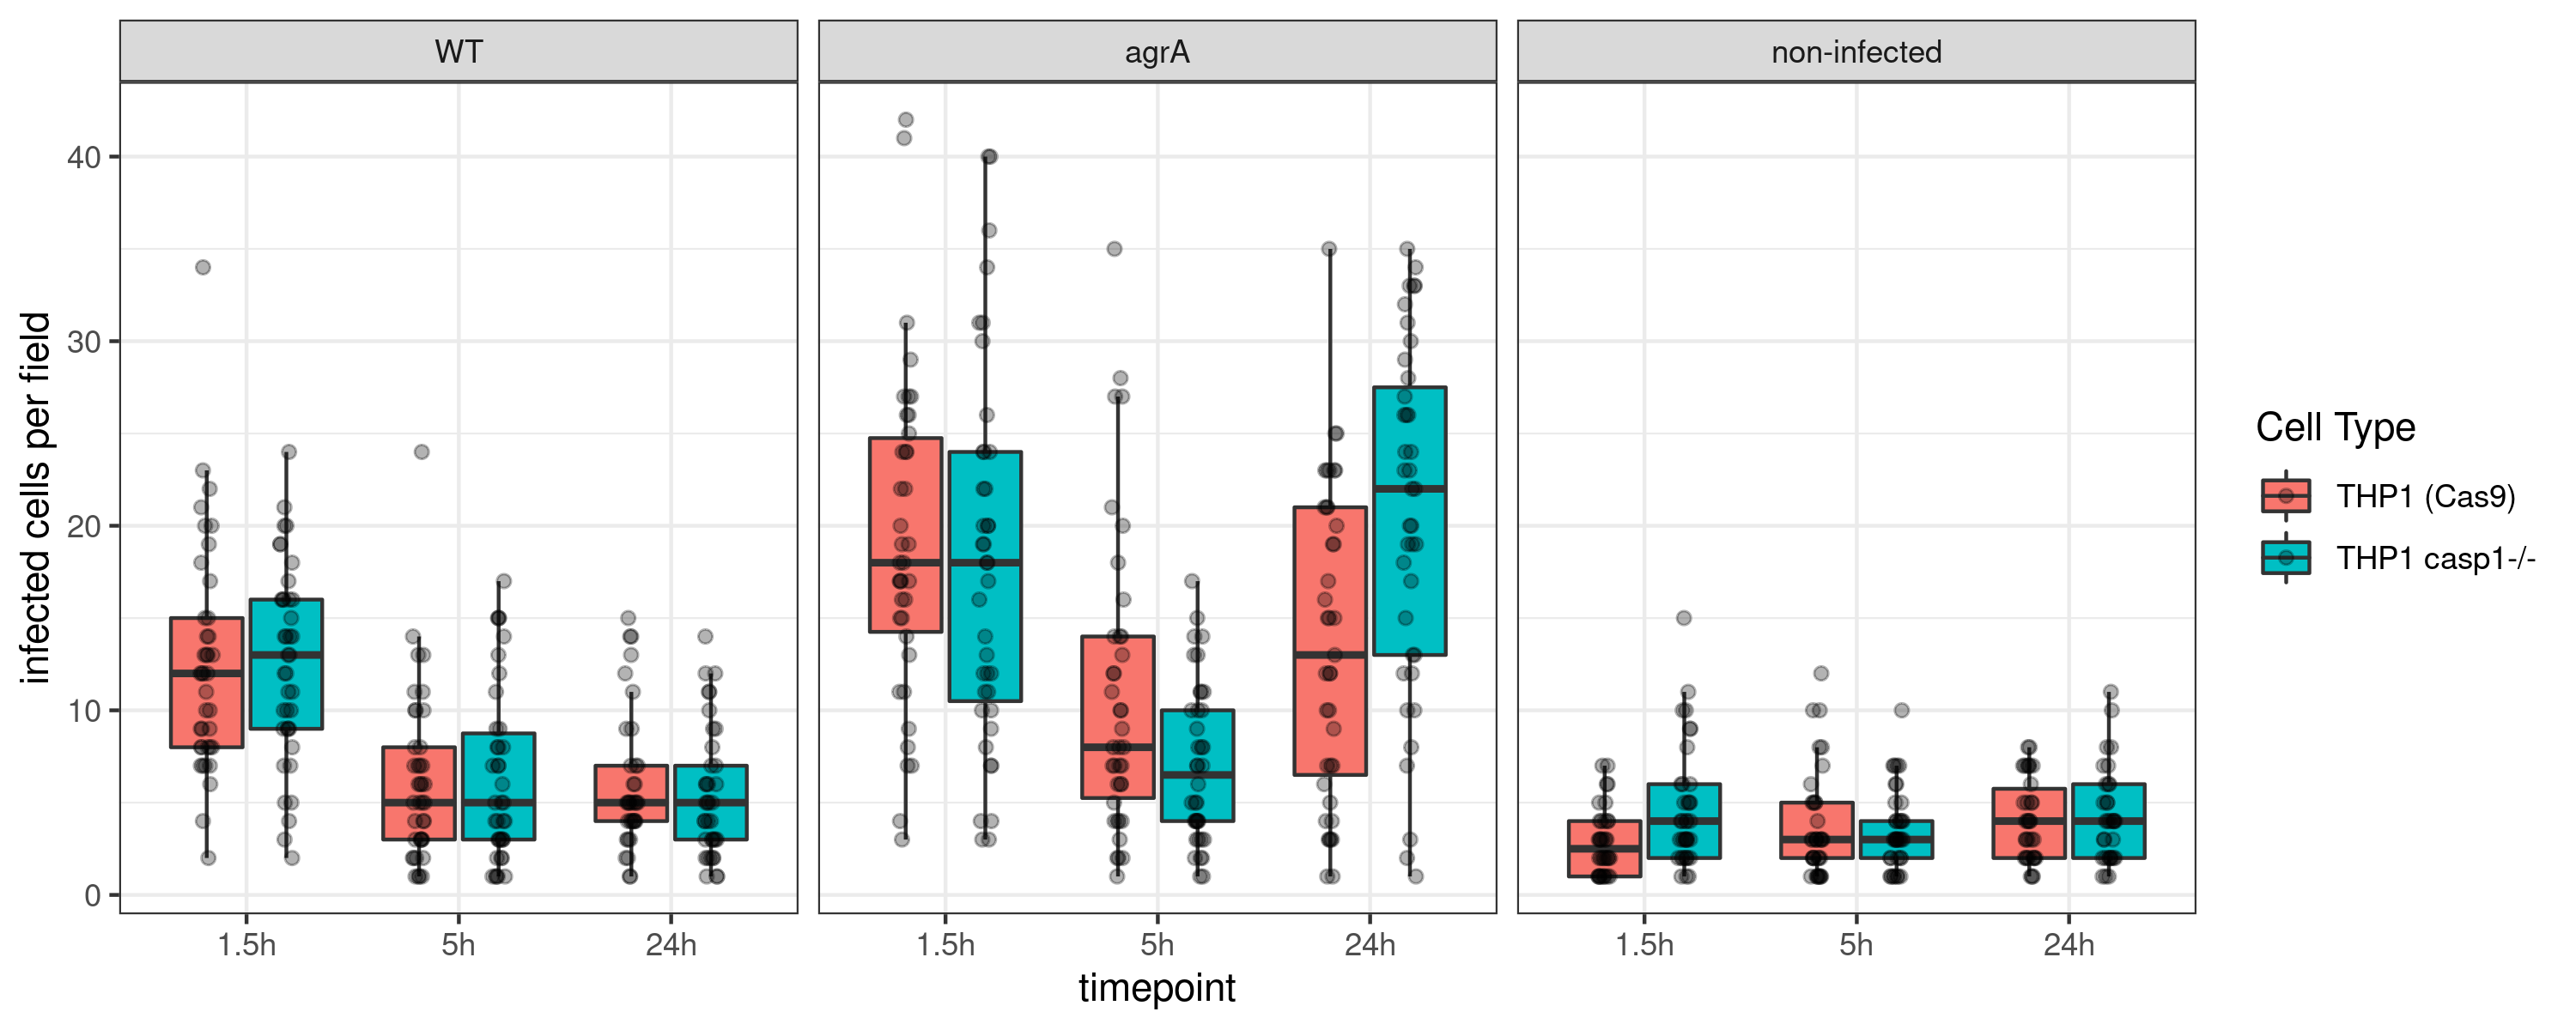 WT
agrA
non-infected
infected cells per field
40
30
20
10
0
1.5h
5h
24h
1.5h
5h
24h
1.5h
5h
24h
timepoint
Cell Type
THP1 (Cas9)
THP1 casp1-/-